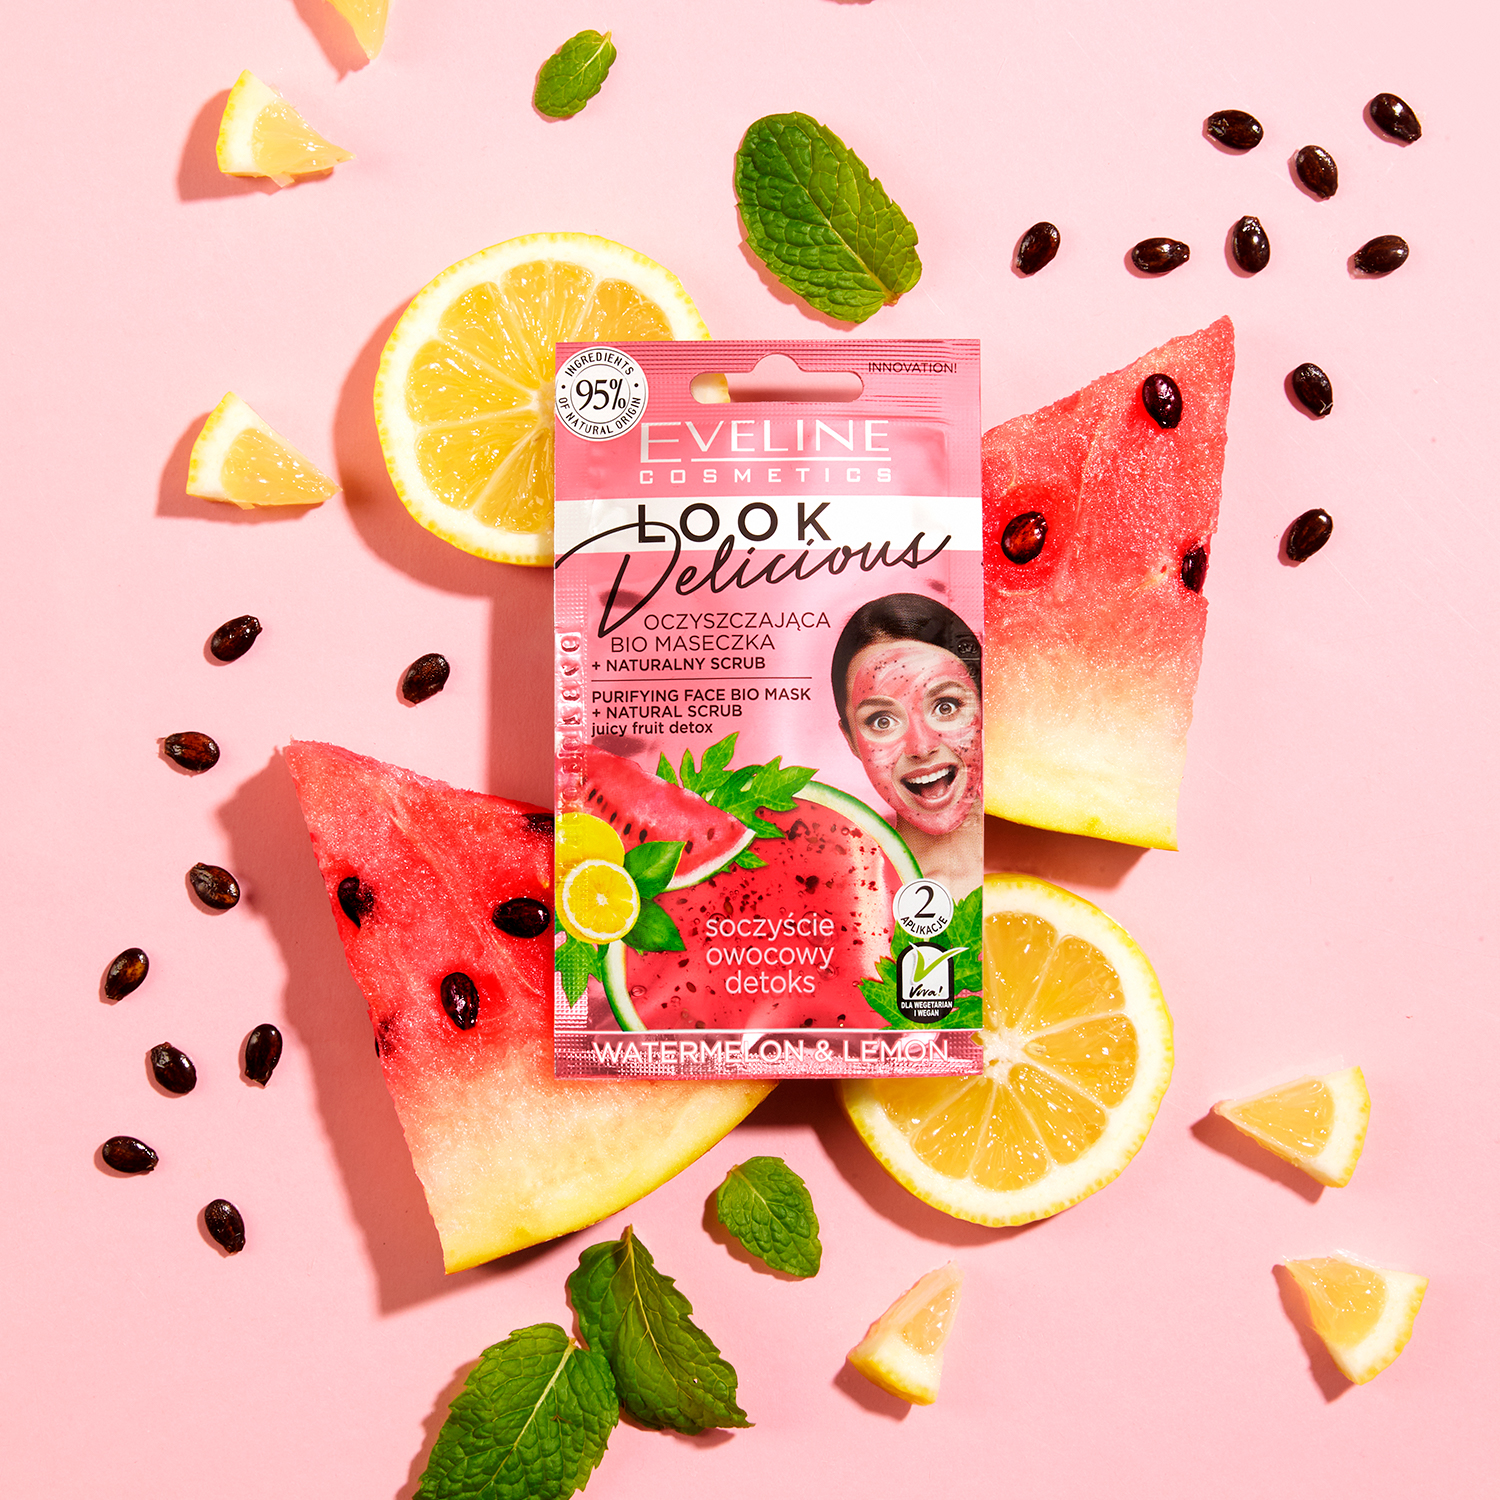 INGREDIENTS
95%
OF NATURAL ORIGIN
INNOVATION!
EVELINE
COSMETICS
LOOK
Delicious
OCZYSZCZAJĄCA
BIO MASECZKA
+ NATURALNY SCRUB
PURIFYING FACE BIO MASK
+ NATURAL SCRUB
juicy fruit detox
soczyście
owocowy
detoks
2
APLIKACJE
Viva!
DLA WEGETARIAN
I WEGAN
WATERMELON & LEMON